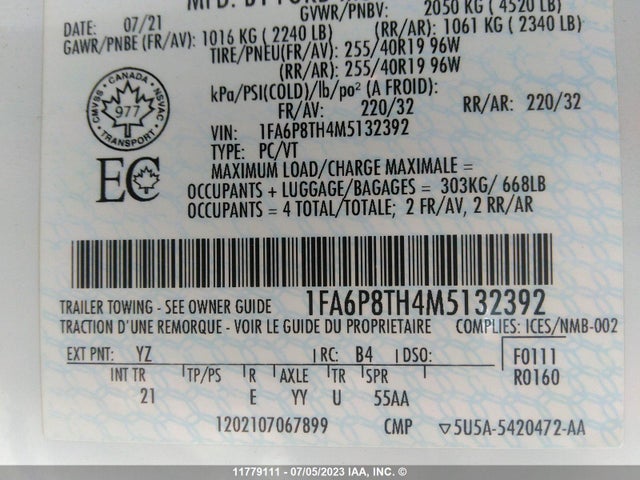 MFD. BY FORD
DATE: 07/21 GVWR/PNBV: 2050 KG ( 4520 LB)
GAWR/PNBE (FR/AV): 1016 KG ( 2240 LB) (RR/AR): 1061 KG ( 2340 LB)
TIRE/PNEU(FR/AV): 255/40R19 96W
(RR/AR): 255/40R19 96W
kPa/PSI(COLD)/lb/po² (A FROID):
FR/AV: 220/32 RR/AR: 220/32
CANADA
CMVSS NSVAC
977
TRANSPORT
VIN: 1FA6P8TH4M5132392
TYPE: PC/VT
EC
MAXIMUM LOAD/CHARGE MAXIMALE =
OCCUPANTS + LUGGAGE/BAGAGES = 303KG/ 668LB
OCCUPANTS = 4 TOTAL/TOTALE; 2 FR/AV, 2 RR/AR
TRAILER TOWING - SEE OWNER GUIDE 1FA6P8TH4M5132392
TRACTION D'UNE REMORQUE - VOIR LE GUIDE DU PROPRIETAIRE COMPLIES: ICES/NMB-002
EXT PNT: YZ RC: B4 DSO: F0111
INT TR TP/PS R AXLE TR SPR R0160
21 E YY U 55AA
1202107067899 CMP ▽5U5A-5420472-AA
11779111 - 07/05/2023 IAA, INC. ©